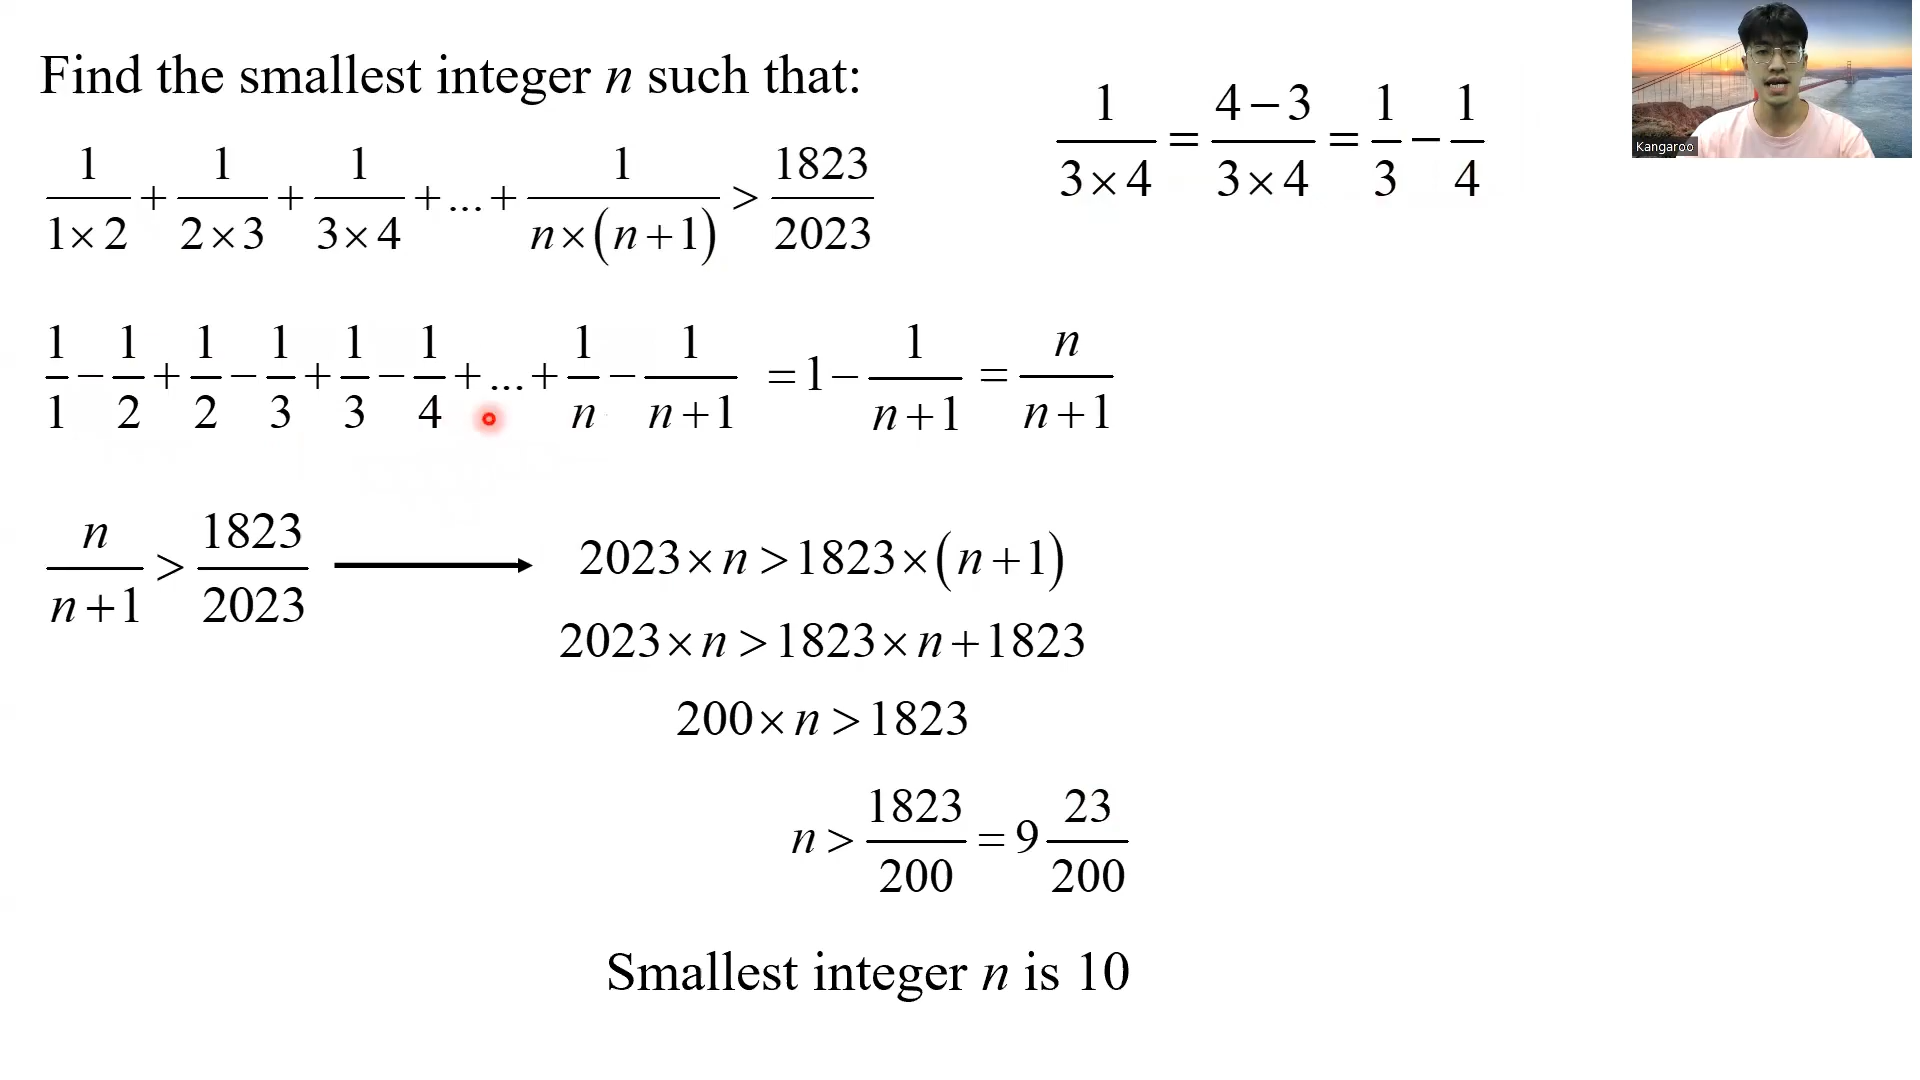 Find the smallest integer n such that:
1/(1×2) + 1/(2×3) + 1/(3×4) + ... + 1/(n×(n+1)) > 1823/2023
1/(3×4) = (4−3)/(3×4) = 1/3 − 1/4
Kangaroo
1/1 − 1/2 + 1/2 − 1/3 + 1/3 − 1/4 + ... + 1/n − 1/(n+1) = 1 − 1/(n+1) = n/(n+1)
n/(n+1) > 1823/2023
2023×n > 1823×(n+1)
2023×n > 1823×n+1823
200×n > 1823
n > 1823/200 = 9 23/200
Smallest integer n is 10